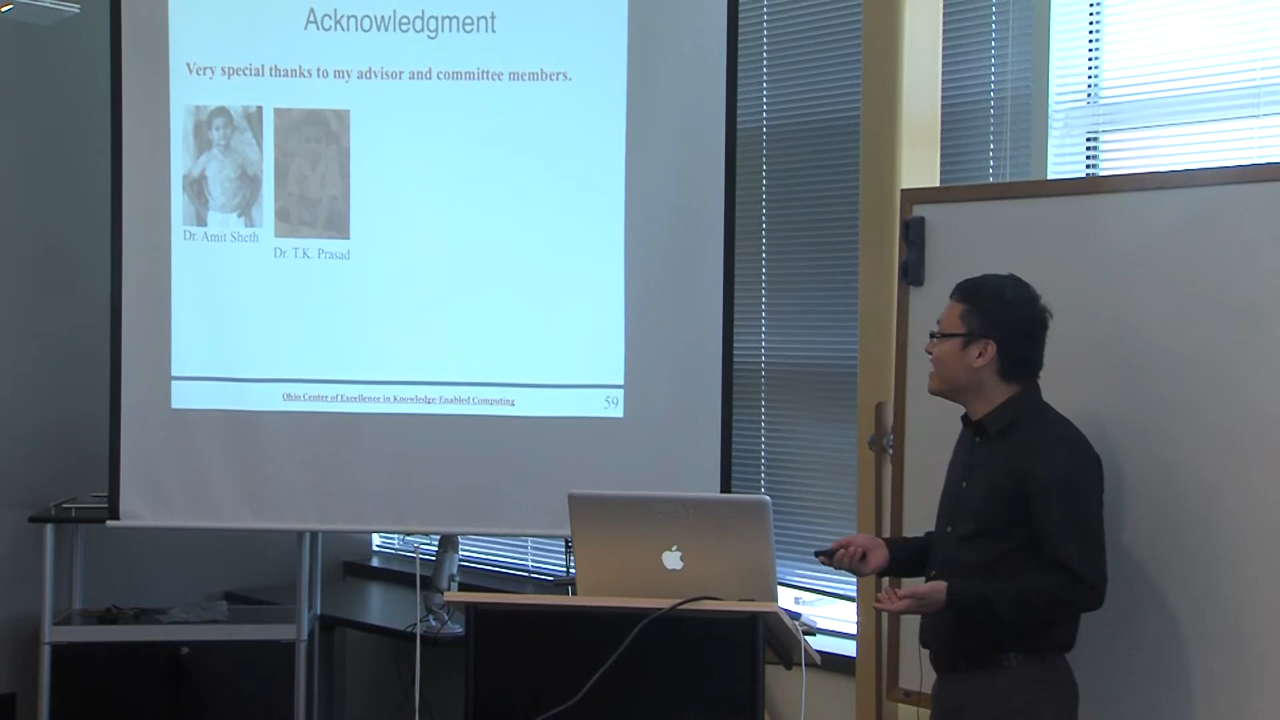 Acknowledgment
Very special thanks to my advisor and committee members.
Dr. Amit Sheth
Dr. T.K. Prasad
Ohio Center of Excellence in Knowledge-Enabled Computing
59